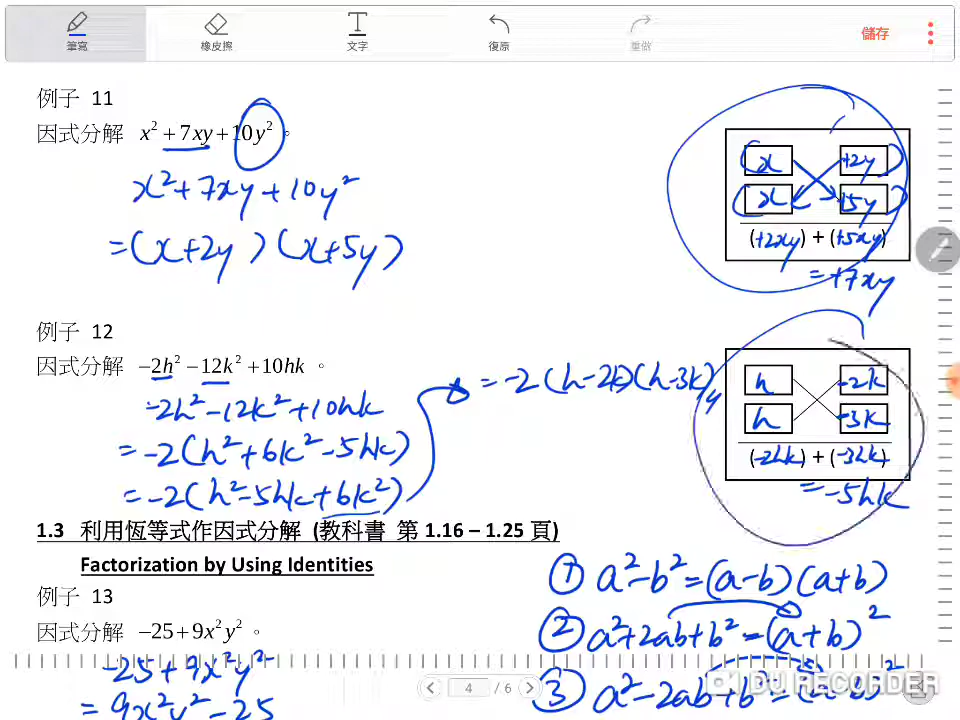 筆寫 橡皮擦 文字 復原 重做 儲存
例子 11
因式分解 x² + 7xy + 10y² 。
x² + 7xy + 10y²
= (x + 2y) (x + 5y)
(x +2y)
(x +5y)
(+2xy) + (+5xy)
= +7xy
例子 12
因式分解 −2h² − 12k² + 10hk 。
-2h² - 12k² + 10hk
= -2 (h² + 6k² - 5hk)
= -2 (h² - 5hk + 6k²)
= -2 (h - 2k)(h - 3k)
h -2k
h -3k
(-2hk) + (-3hk)
= -5hk
1.3 利用恆等式作因式分解 (教科書 第 1.16 – 1.25 頁)
Factorization by Using Identities
例子 13
因式分解 −25 + 9x²y² 。
-25 + 9x²y²
= 9x²y² - 25
① a² - b² = (a - b) (a + b)
② a² + 2ab + b² = (a + b)²
③ a² - 2ab + b² = (a - b)²
4 / 6
DU RECORDER